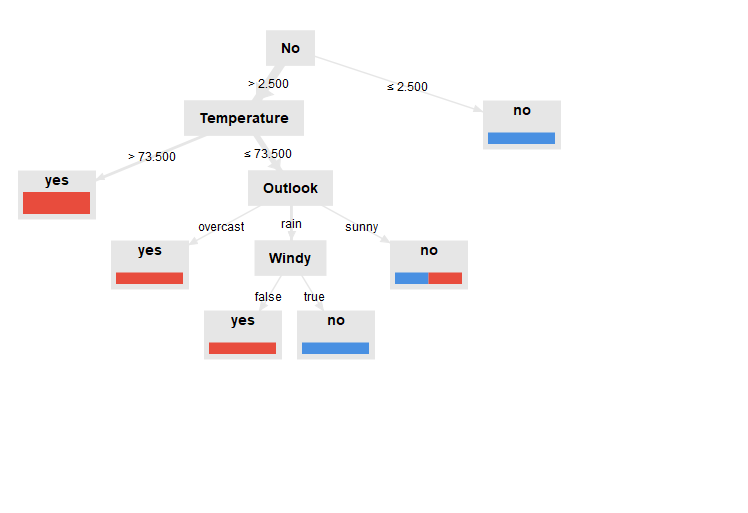 No
> 2.500
≤ 2.500
Temperature
no
> 73.500
≤ 73.500
yes
Outlook
overcast
rain
sunny
yes
Windy
no
false
true
yes
no